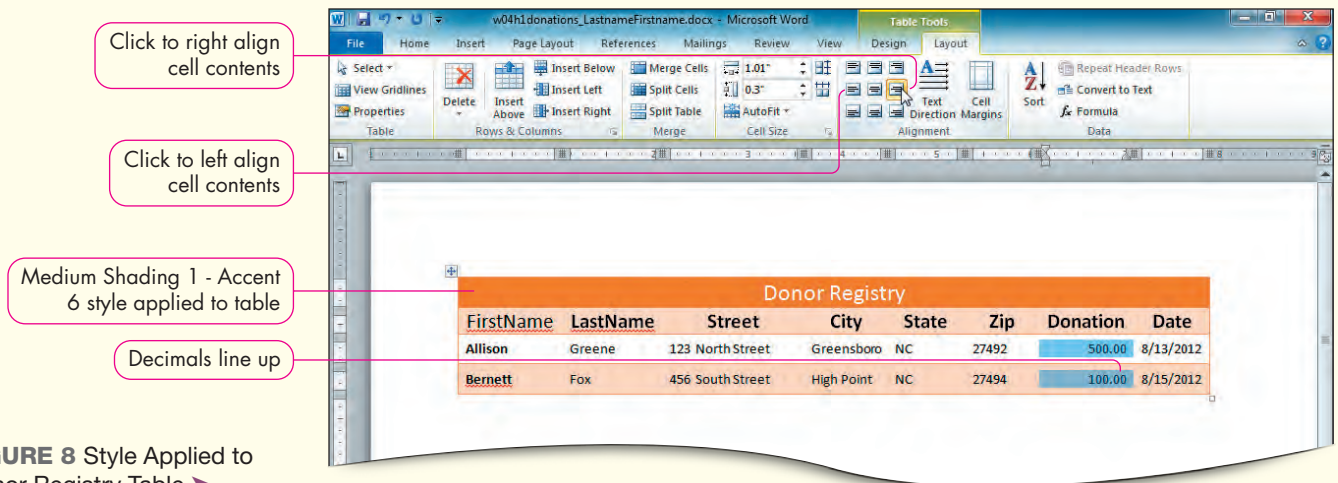 w04h1donations_LastnameFirstname.docx - Microsoft Word
Table Tools
File Home Insert Page Layout References Mailings Review View Design Layout
Click to right align
cell contents
Select
View Gridlines
Properties
Table
Delete
Insert
Above
Insert Below
Insert Left
Insert Right
Rows & Columns
Merge Cells
Split Cells
Split Table
Merge
1.01"
0.3"
AutoFit
Cell Size
Text
Direction
Cell
Margins
Alignment
Sort
Repeat Header Rows
Convert to Text
Formula
Data
Click to left align
cell contents
Medium Shading 1 - Accent
6 style applied to table
Decimals line up
Donor Registry
FirstName LastName Street City State Zip Donation Date
Allison Greene 123 North Street Greensboro NC 27492 500.00 8/13/2012
Bernett Fox 456 South Street High Point NC 27494 100.00 8/15/2012
GURE 8 Style Applied to
nor Registry Table ➤